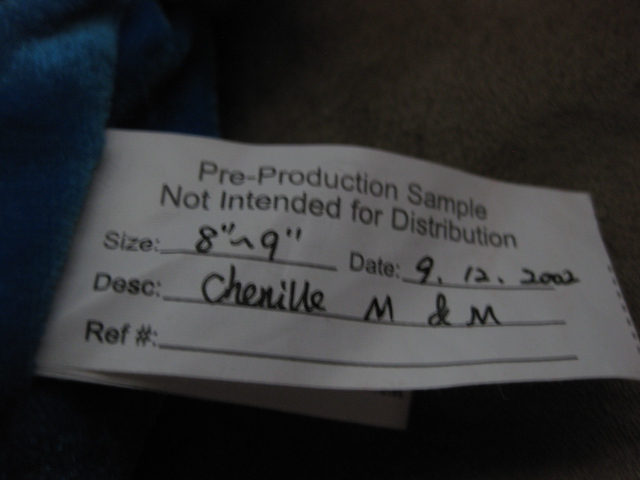 Pre-Production Sample
Not Intended for Distribution
Size: 8"~9" Date: 9. 12. 2002
Desc: Chenille M & M
Ref #: